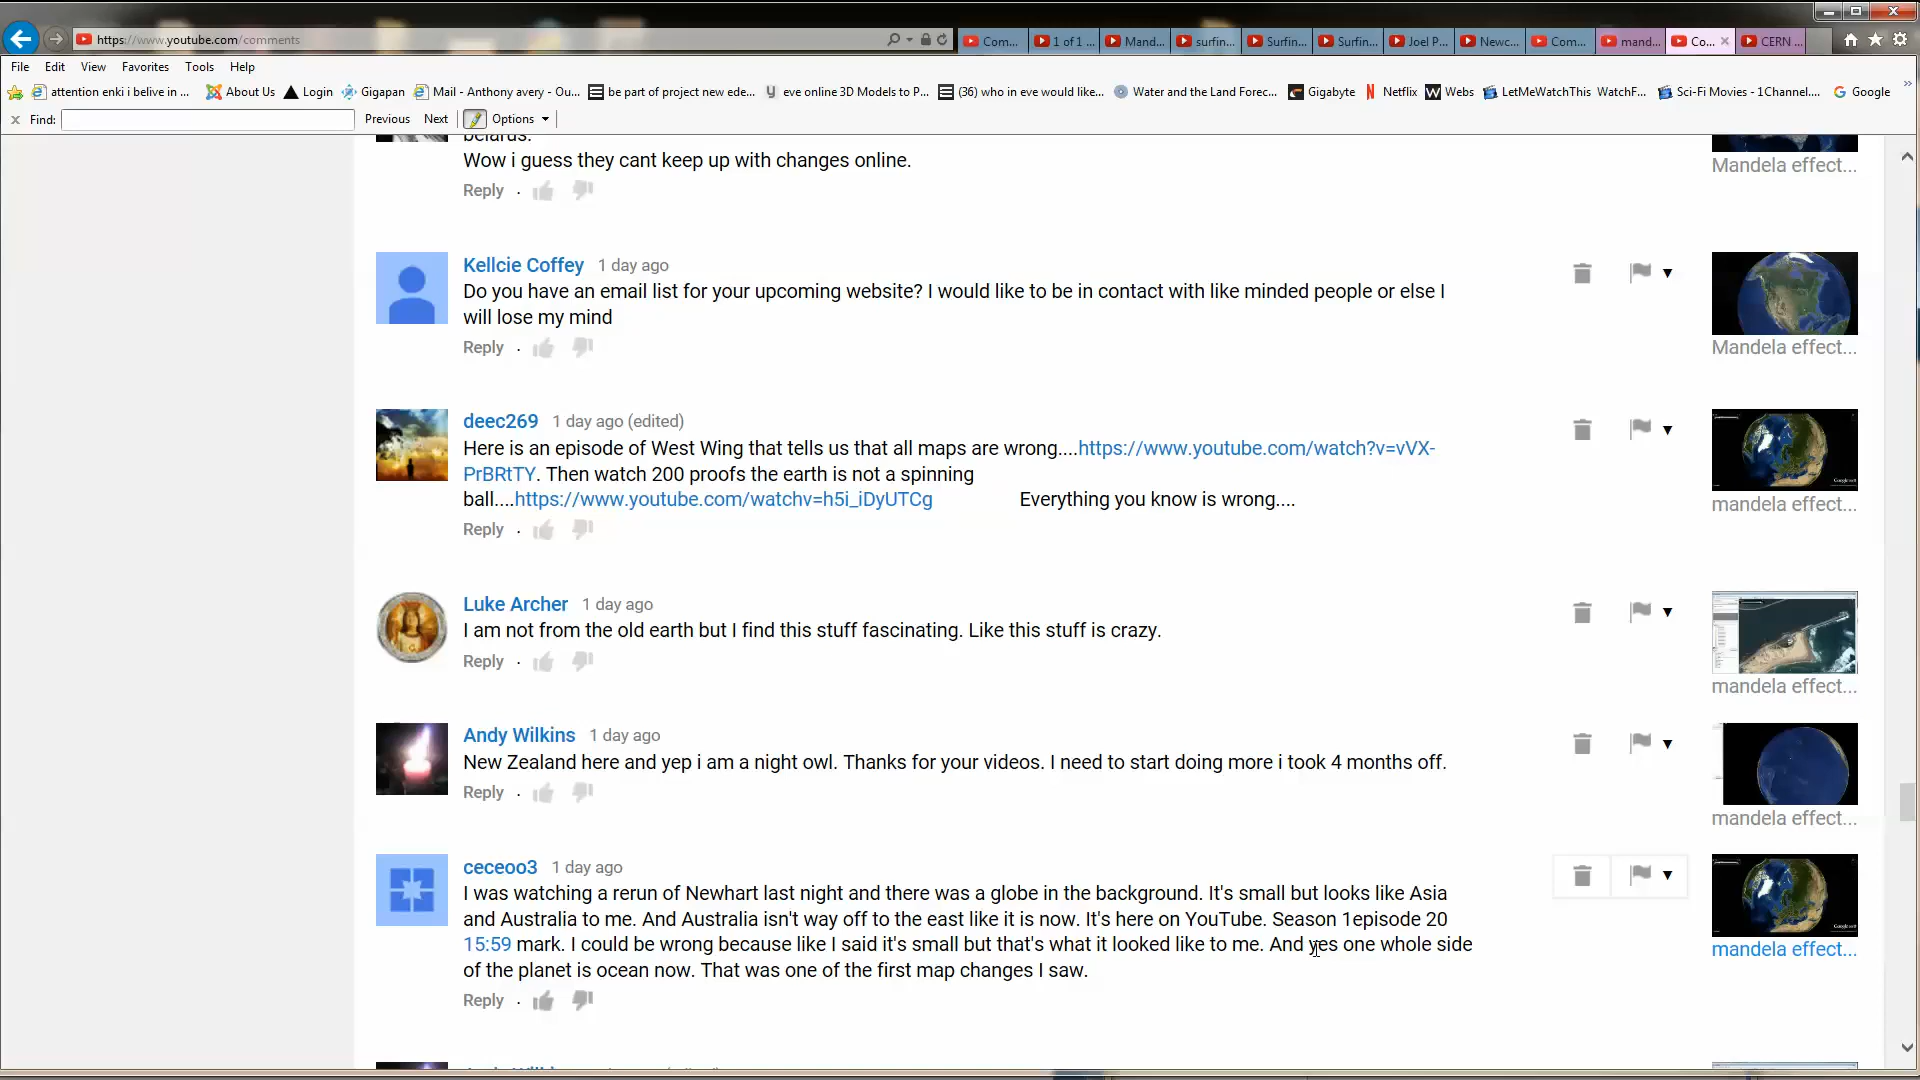 https://www.youtube.com/comments
Com...
1 of 1 ...
Mand...
surfin...
Surfin...
Surfin...
Joel P...
Newc...
Com...
mand...
Co...
CERN ...
File Edit View Favorites Tools Help
attention enki i belive in ...
About Us
Login
Gigapan
Mail - Anthony avery - Ou...
be part of project new ede...
eve online 3D Models to P...
(36) who in eve would like...
Water and the Land Forec...
Gigabyte
Netflix
Webs
LetMeWatchThis WatchF...
Sci-Fi Movies - 1Channel....
Google
x Find: Previous Next Options
belarus.
Wow i guess they cant keep up with changes online.
Reply .
Mandela effect...
Kellcie Coffey 1 day ago
Do you have an email list for your upcoming website? I would like to be in contact with like minded people or else I
will lose my mind
Reply .
Mandela effect...
deec269 1 day ago (edited)
Here is an episode of West Wing that tells us that all maps are wrong....https://www.youtube.com/watch?v=vVX-
PrBRtTY. Then watch 200 proofs the earth is not a spinning
ball....https://www.youtube.com/watchv=h5i_iDyUTCg Everything you know is wrong....
Reply .
mandela effect...
Luke Archer 1 day ago
I am not from the old earth but I find this stuff fascinating. Like this stuff is crazy.
Reply .
mandela effect...
Andy Wilkins 1 day ago
New Zealand here and yep i am a night owl. Thanks for your videos. I need to start doing more i took 4 months off.
Reply .
mandela effect...
ceceoo3 1 day ago
I was watching a rerun of Newhart last night and there was a globe in the background. It's small but looks like Asia
and Australia to me. And Australia isn't way off to the east like it is now. It's here on YouTube. Season 1episode 20
15:59 mark. I could be wrong because like I said it's small but that's what it looked like to me. And yes one whole side
of the planet is ocean now. That was one of the first map changes I saw.
Reply .
mandela effect...